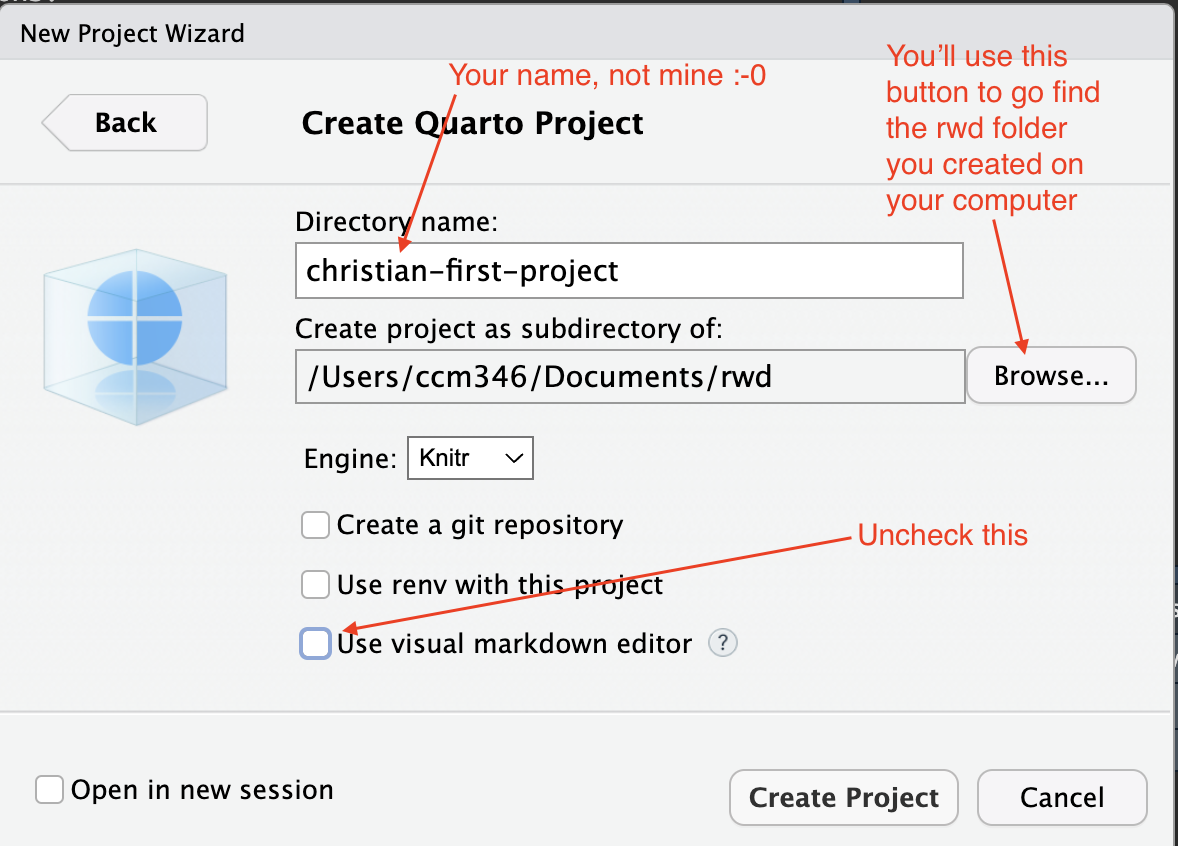 New Project Wizard
Your name, not mine :-0
You'll use this
button to go find
the rwd folder
you created on
your computer
Back
Create Quarto Project
Directory name:
christian-first-project
Create project as subdirectory of:
/Users/ccm346/Documents/rwd
Browse...
Engine: Knitr
Create a git repository
Uncheck this
Use renv with this project
Use visual markdown editor ?
Open in new session
Create Project
Cancel